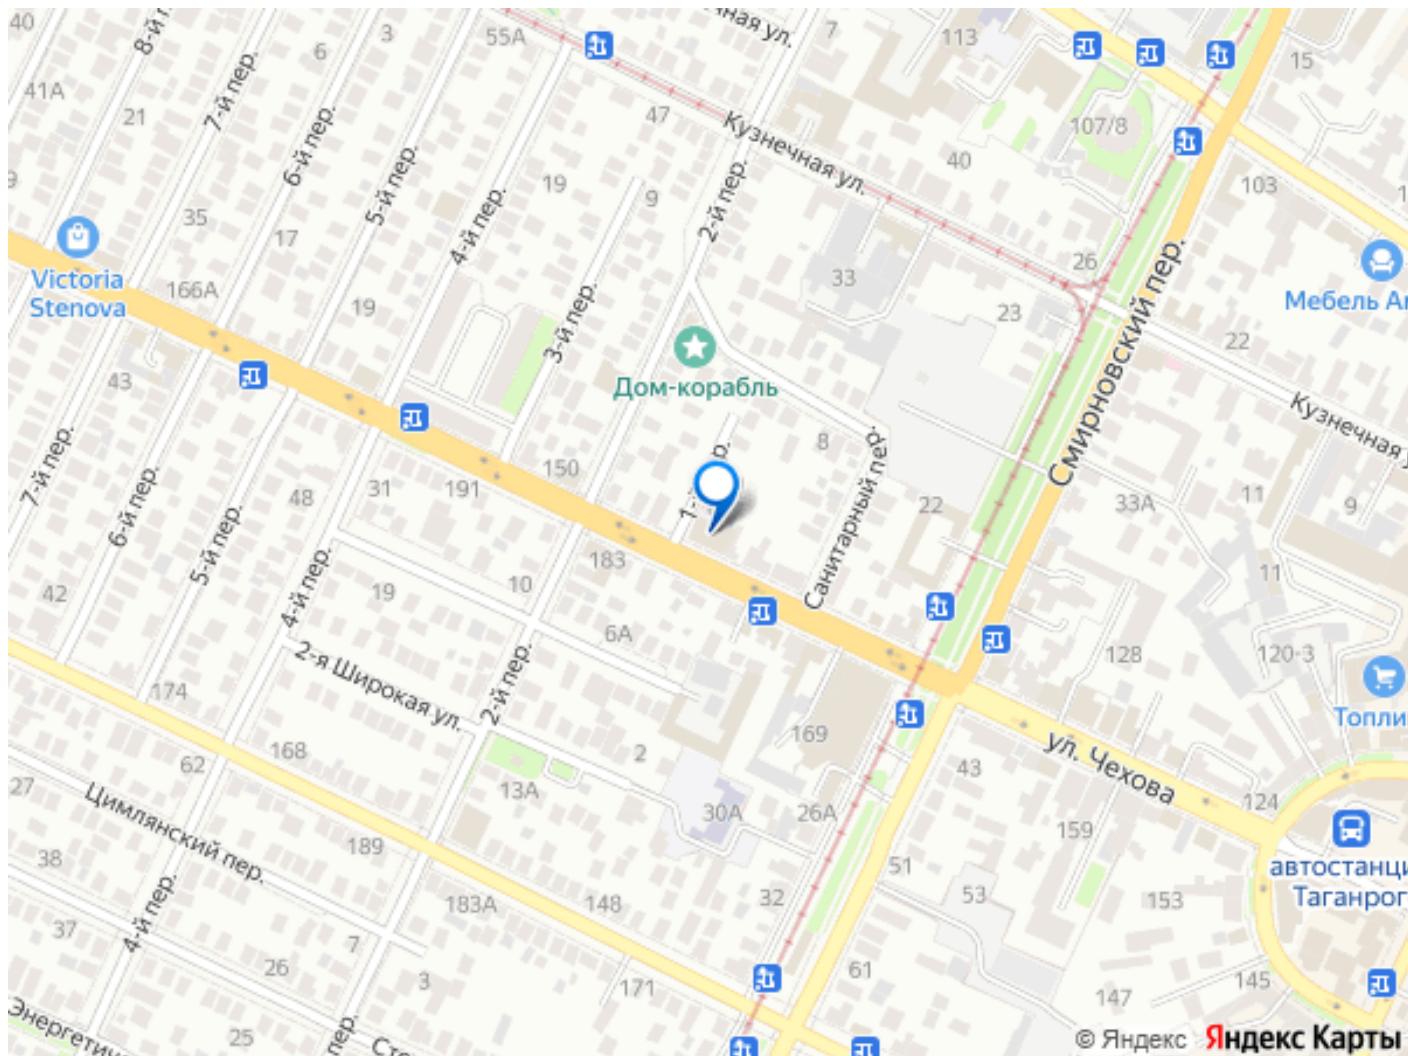 40
8-й п
6
3
55А
ная ул.
7
113
15
41А
21
7-й пер.
6-й пер.
5-й пер.
4-й пер.
47
Кузнечная ул.
40
107/8
103
19
9
2-й пер.
35
17
Victoria
Stenova
166А
19
3-й пер.
33
26
23
Смирновский пер.
Мебель Ап
22
Кузнечная у
Дом-корабль
43
7-й пер.
6-й пер.
5-й пер.
4-й пер.
48
31
191
150
8
Санитарный пер.
22
33А
11
9
11
183
42
19
10
6А
2-я Широкая ул.
2-й пер.
128
120-3
Топли
174
168
62
2
169
ул. Чехова
43
124
27
13А
30А
26А
159
Цимлянский пер.
189
автостанци
Таганрог
38
183А
148
32
51
53
153
37
4-й пер.
7
26
3
171
61
147
145
Энергетич
25
пер.
Сте
© Яндекс Яндекс Карты